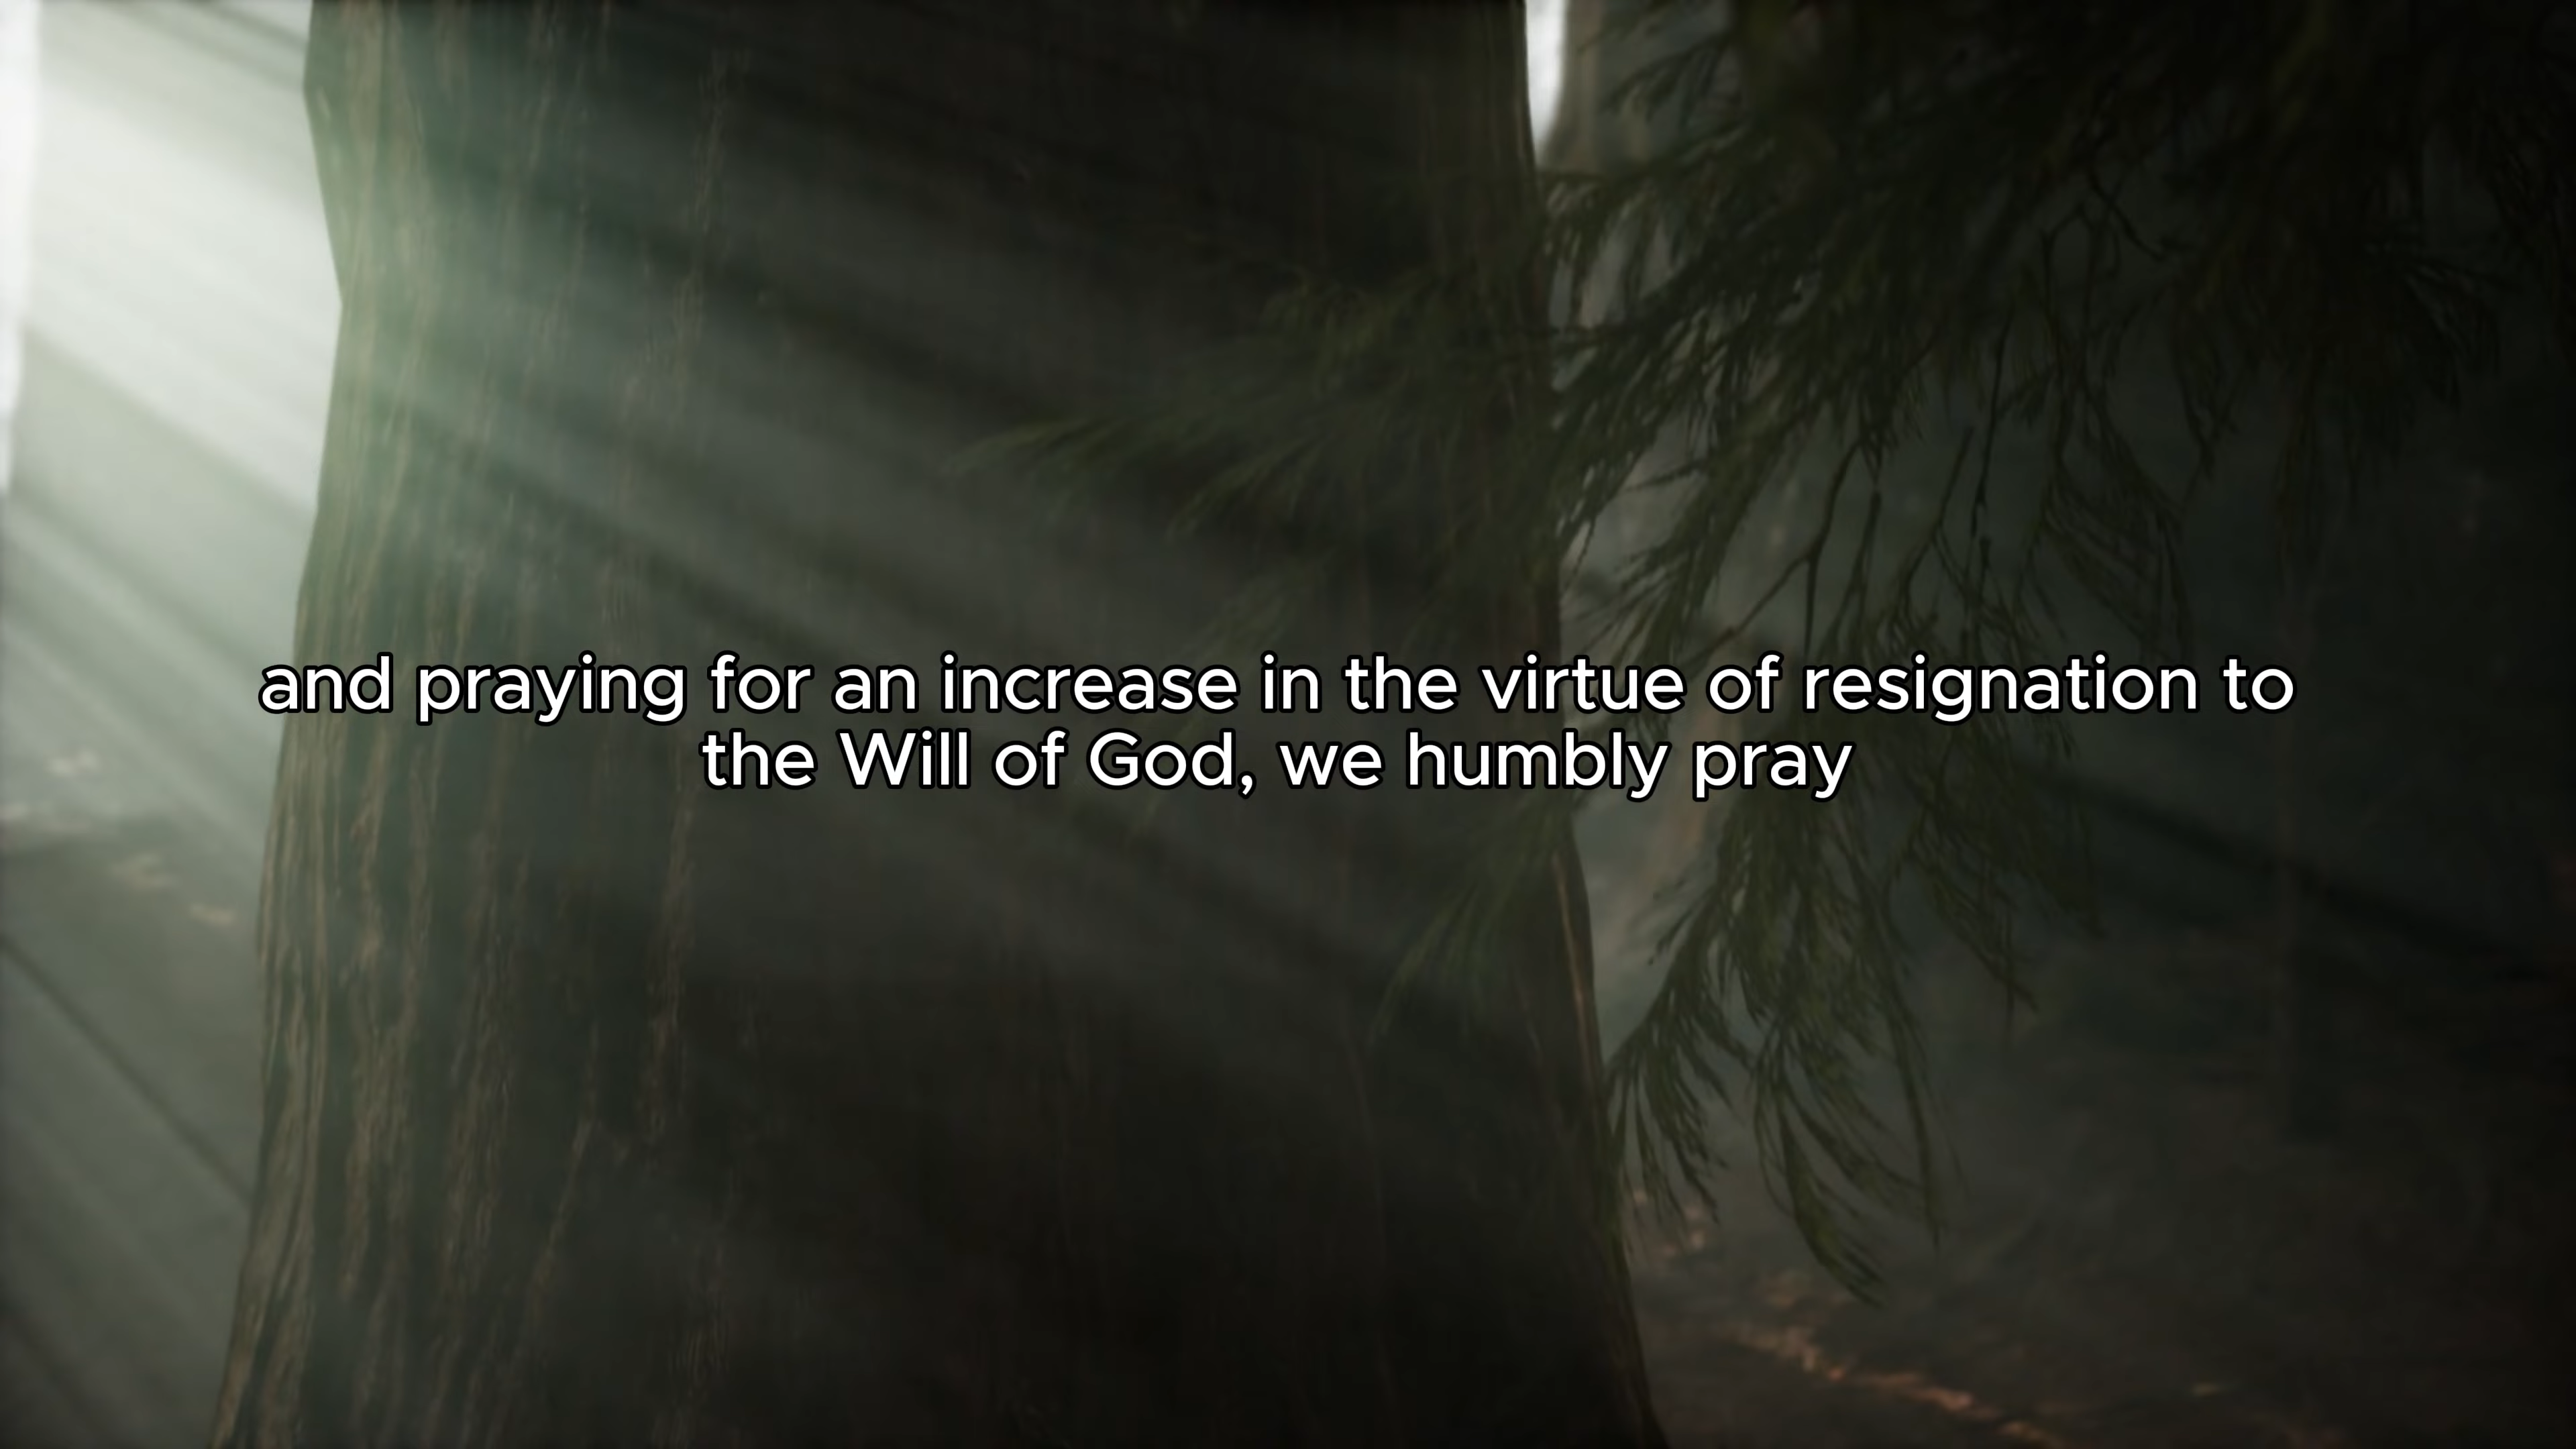 and praying for an increase in the virtue of resignation to
the Will of God, we humbly pray